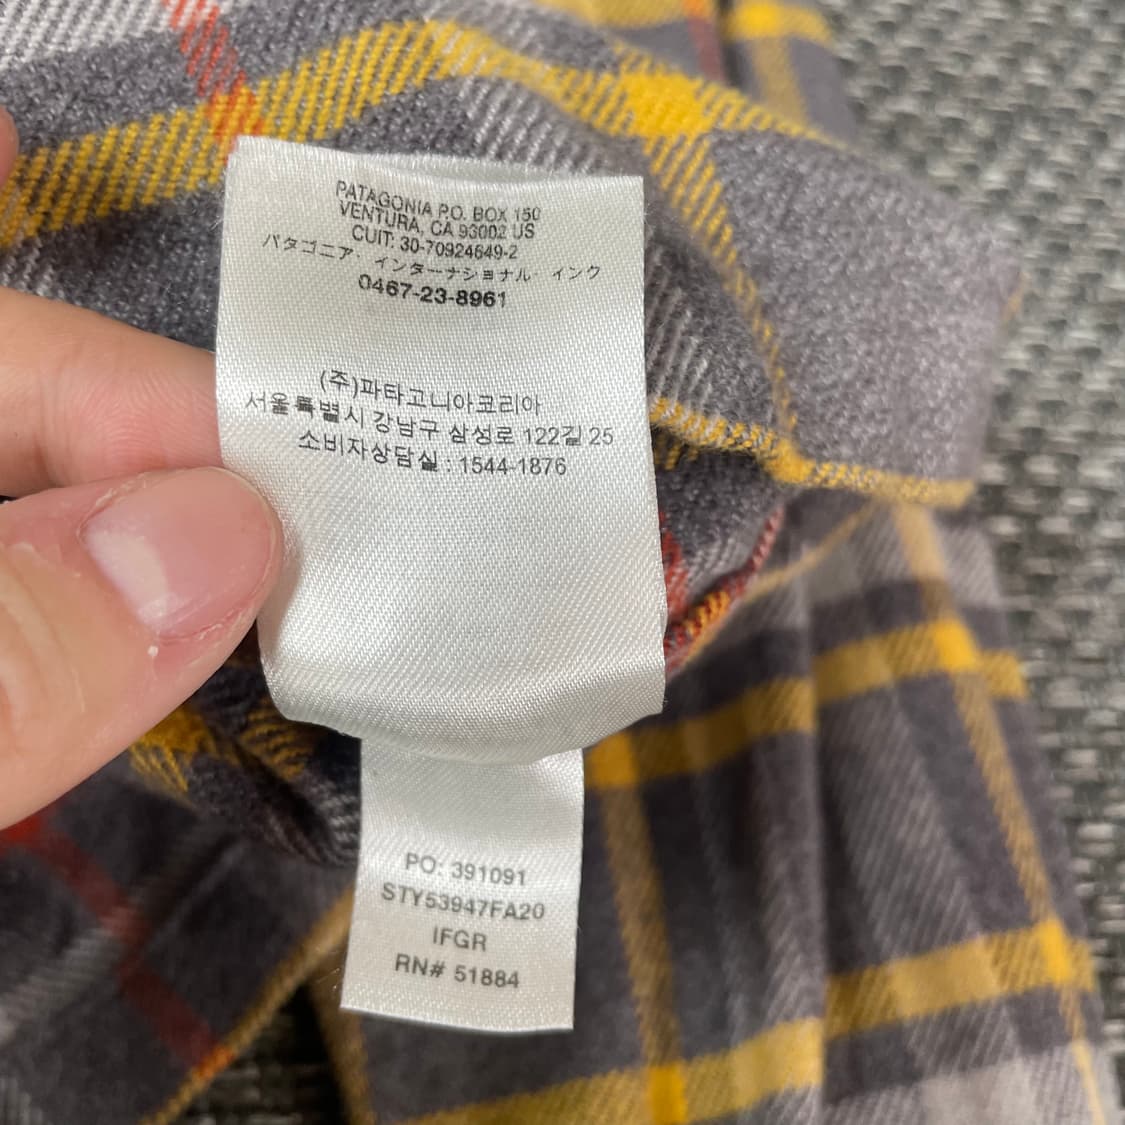 PATAGONIA P.O. BOX 150
VENTURA, CA 93002 US
CUIT: 30-70924649-2
パタゴニア・インターナショナル・インク
0467-23-8961
(주)파타고니아코리아
서울특별시 강남구 삼성로 122길 25
소비자상담실 : 1544-1876
PO: 391091
STY53947FA20
IFGR
RN# 51884